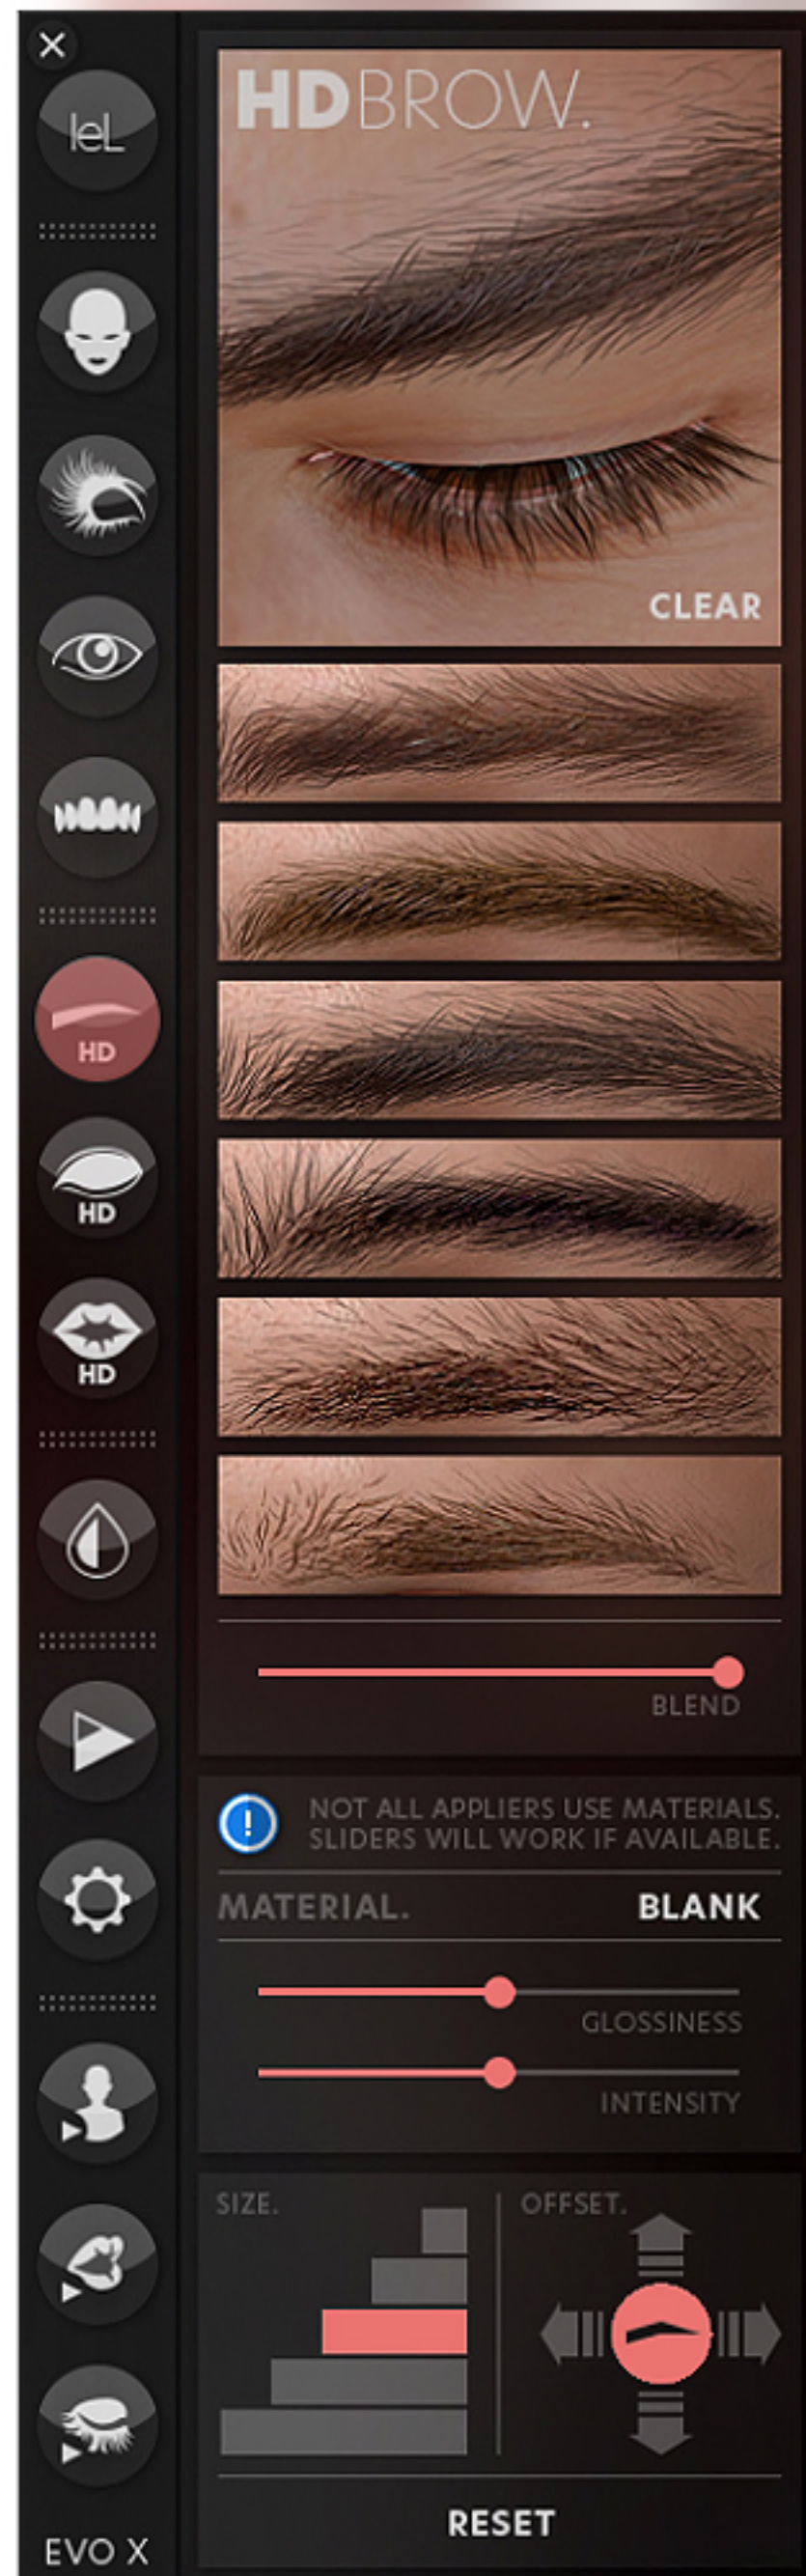 leL
HD
HD
HD
EVO X
HDBROW.
CLEAR
BLEND
NOT ALL APPLIERS USE MATERIALS.
SLIDERS WILL WORK IF AVAILABLE.
MATERIAL. BLANK
GLOSSINESS
INTENSITY
SIZE. OFFSET.
RESET